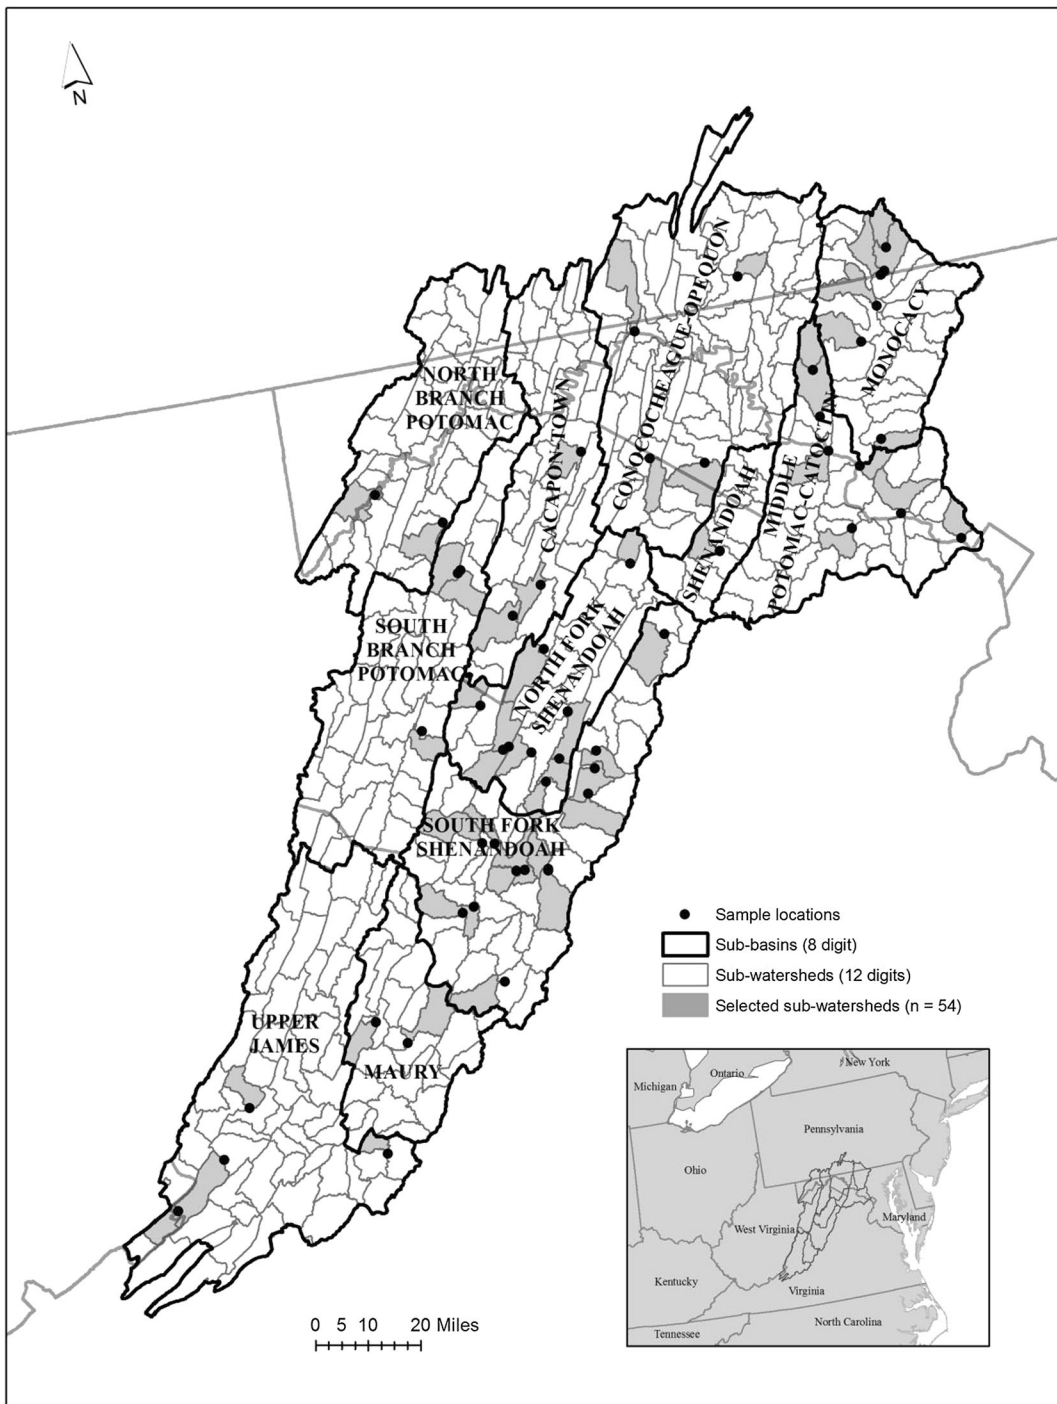 N
NORTH
BRANCH
POTOMAC
CACAPON-TOWN
CONOCOCHEAGUE-OPEQUON
MONOCACY
MIDDLE
POTOMAC-CATOCTIN
SHENANDOAH
NORTH FORK
SHENANDOAH
SOUTH
BRANCH
POTOMAC
SOUTH FORK
SHENANDOAH
UPPER
JAMES
MAURY
Sample locations
Sub-basins (8 digit)
Sub-watersheds (12 digits)
Selected sub-watersheds (n = 54)
0 5 10 20 Miles
Michigan
Ontario
New York
Pennsylvania
Ohio
West Virginia
Maryland
Kentucky
Virginia
Tennessee
North Carolina